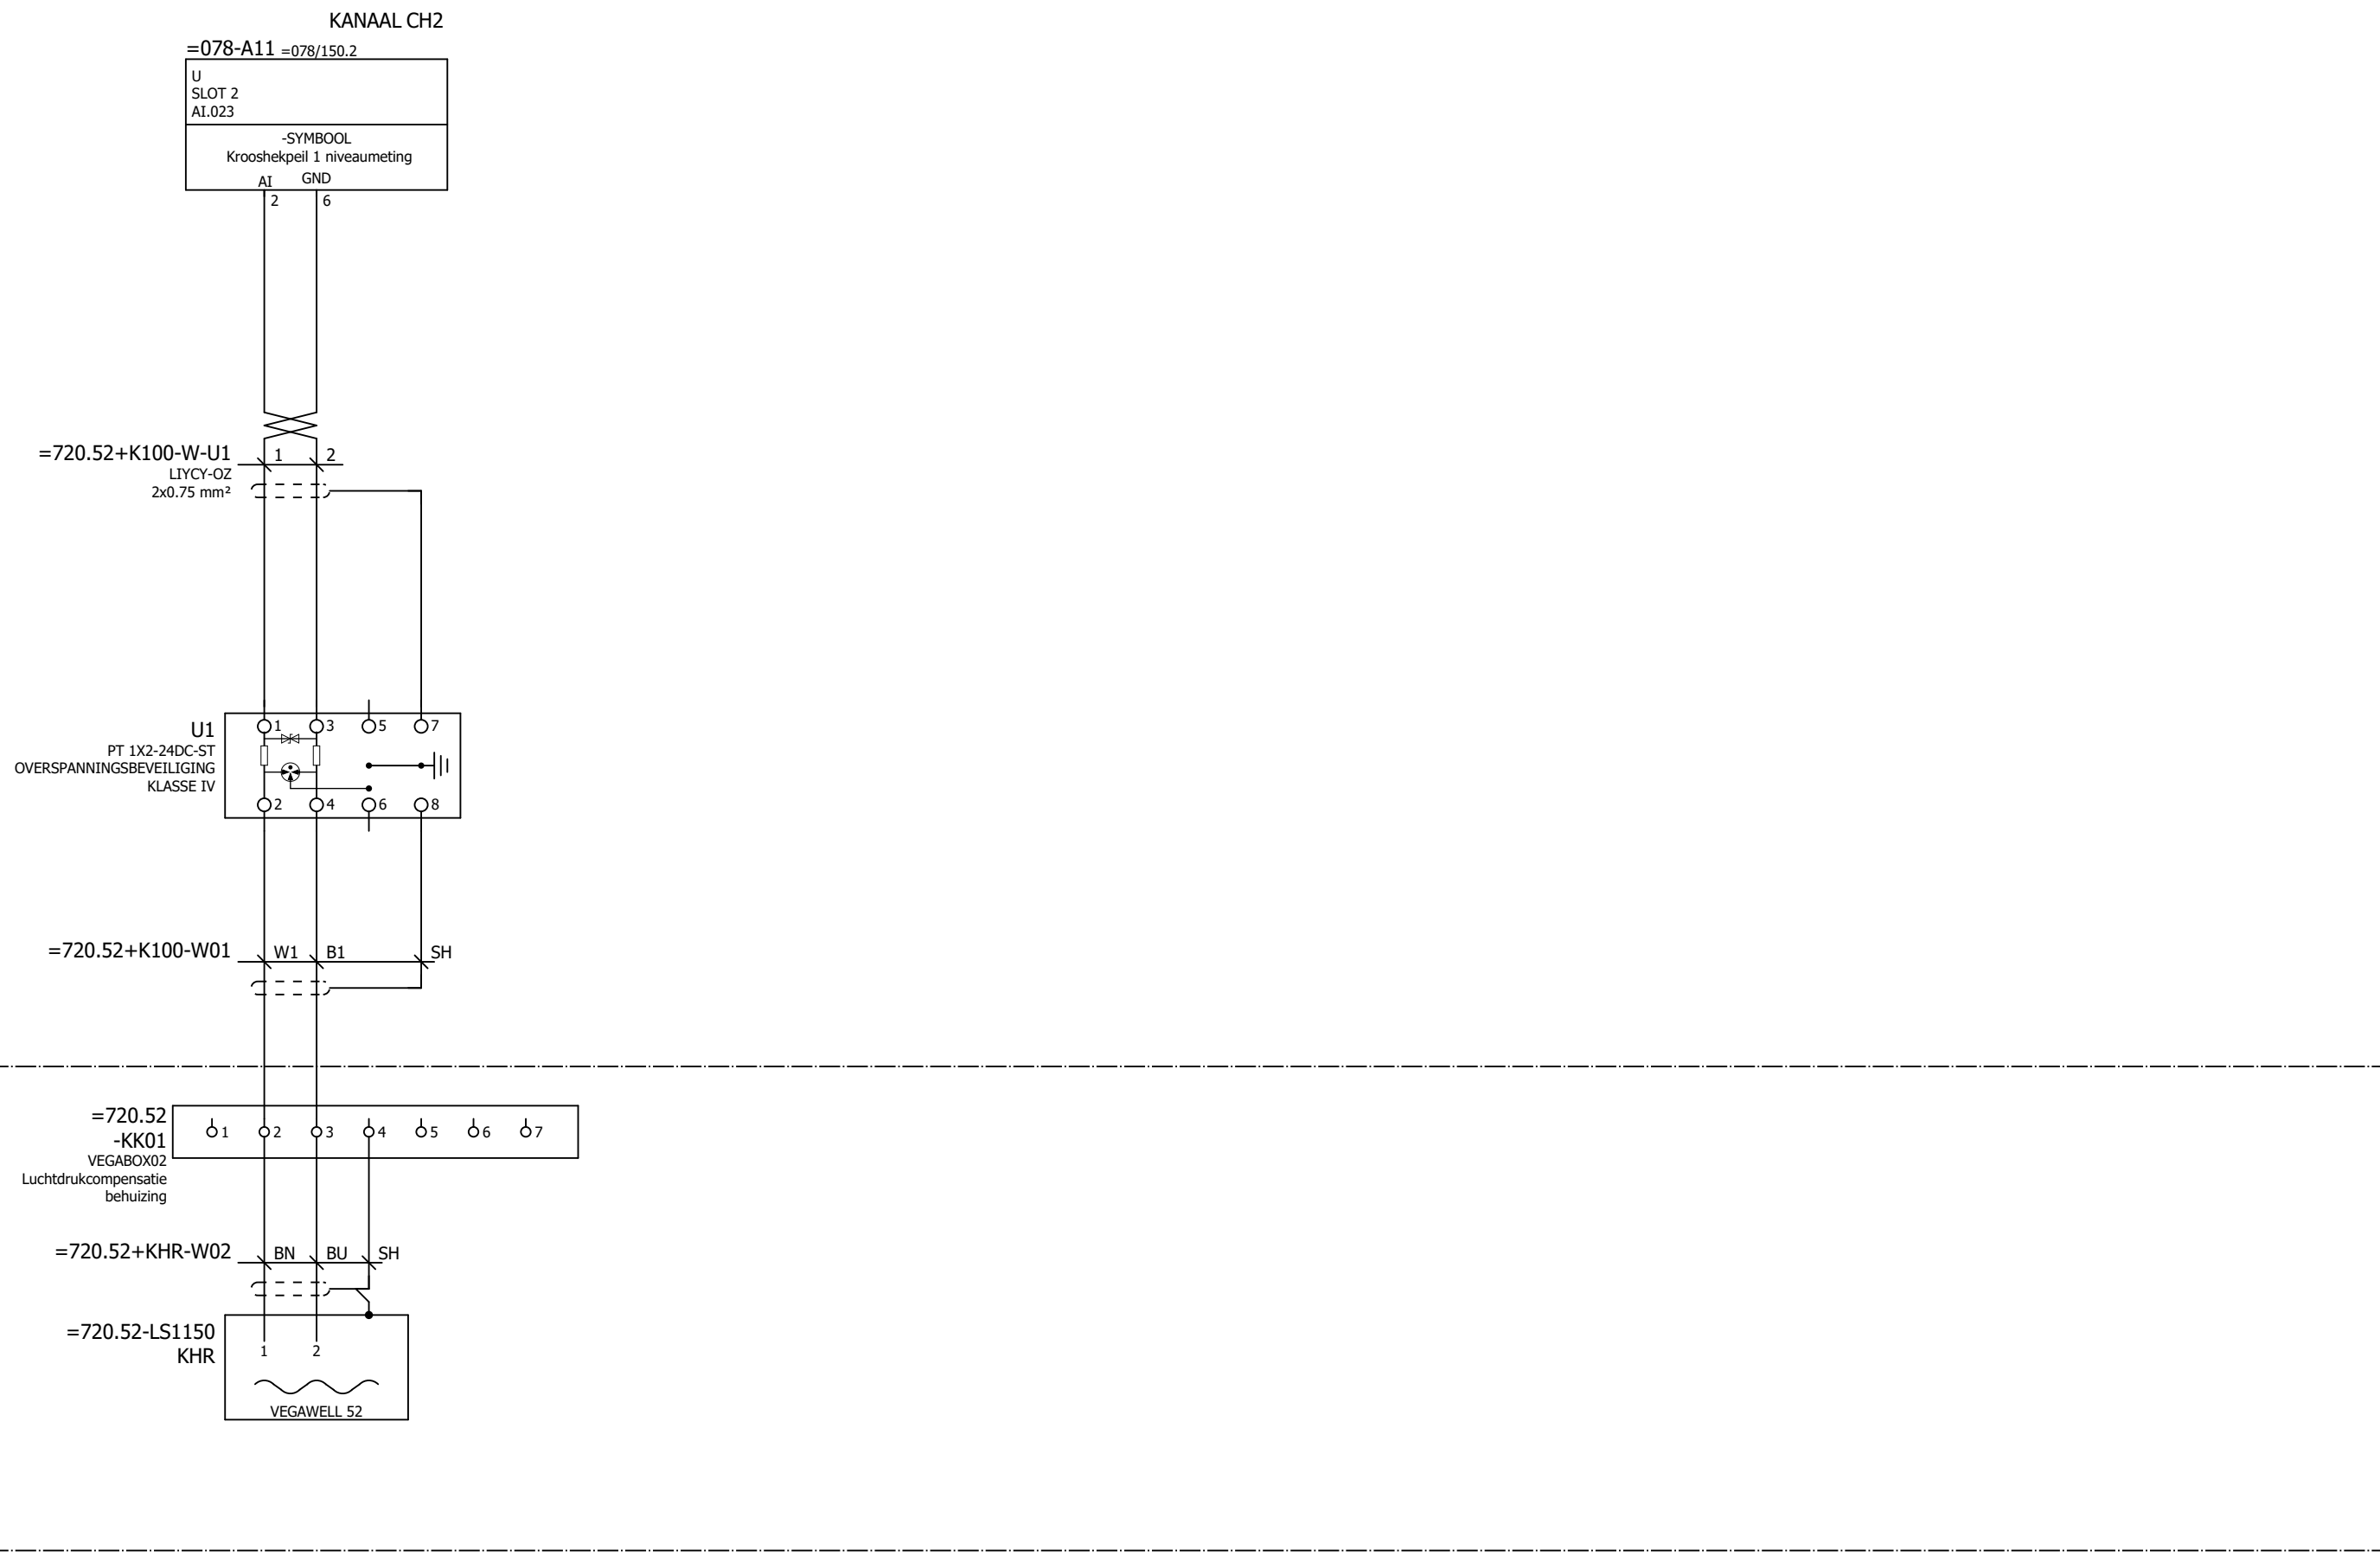 KANAAL CH2
=078-A11 =078/150.2
U
SLOT 2
AI.023
-SYMBOOL
Krooshekpeil 1 niveaumeting
AI GND
2 6
=720.52+K100-W-U1 1 2
LIYCY-OZ
2x0.75 mm²
U1 1 3 5 7
PT 1X2-24DC-ST
OVERSPANNINGSBEVEILIGING
KLASSE IV
2 4 6 8
=720.52+K100-W01 W1 B1 SH
=720.52
-KK01
1 2 3 4 5 6 7
VEGABOX02
Luchtdrukcompensatie
behuizing
=720.52+KHR-W02 BN BU SH
=720.52-LS1150
KHR
1 2
VEGAWELL 52